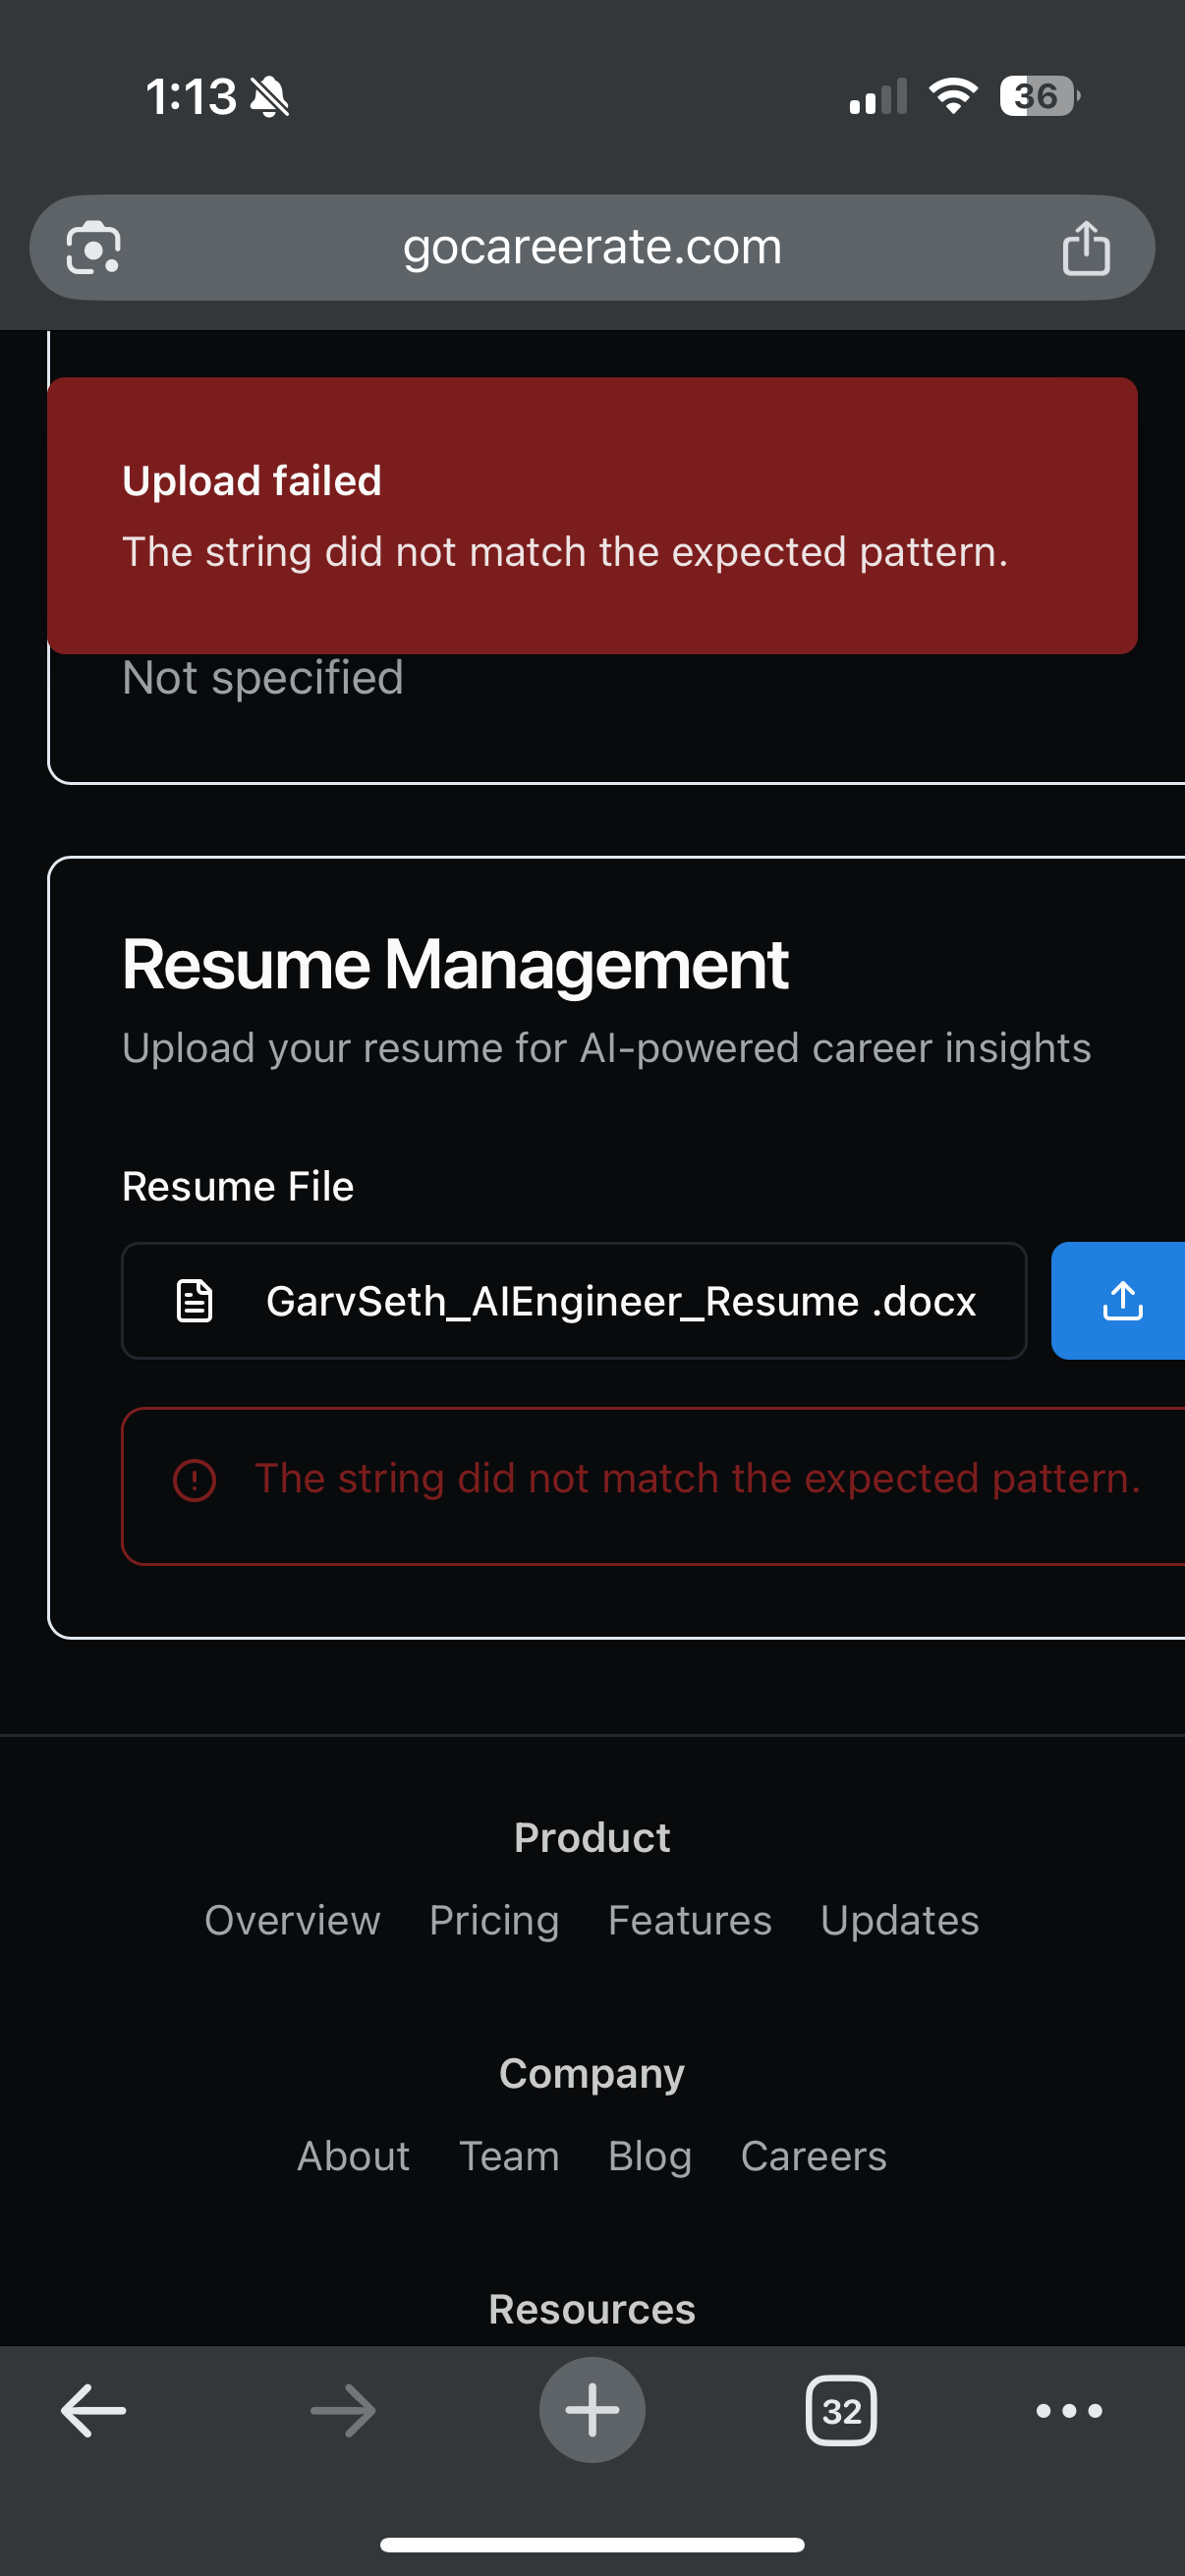 1:13
36
gocareerate.com
Upload failed
The string did not match the expected pattern.
Not specified
Resume Management
Upload your resume for AI-powered career insights
Resume File
GarvSeth_AIEngineer_Resume .docx
The string did not match the expected pattern.
Product
Overview Pricing Features Updates
Company
About Team Blog Careers
Resources
32